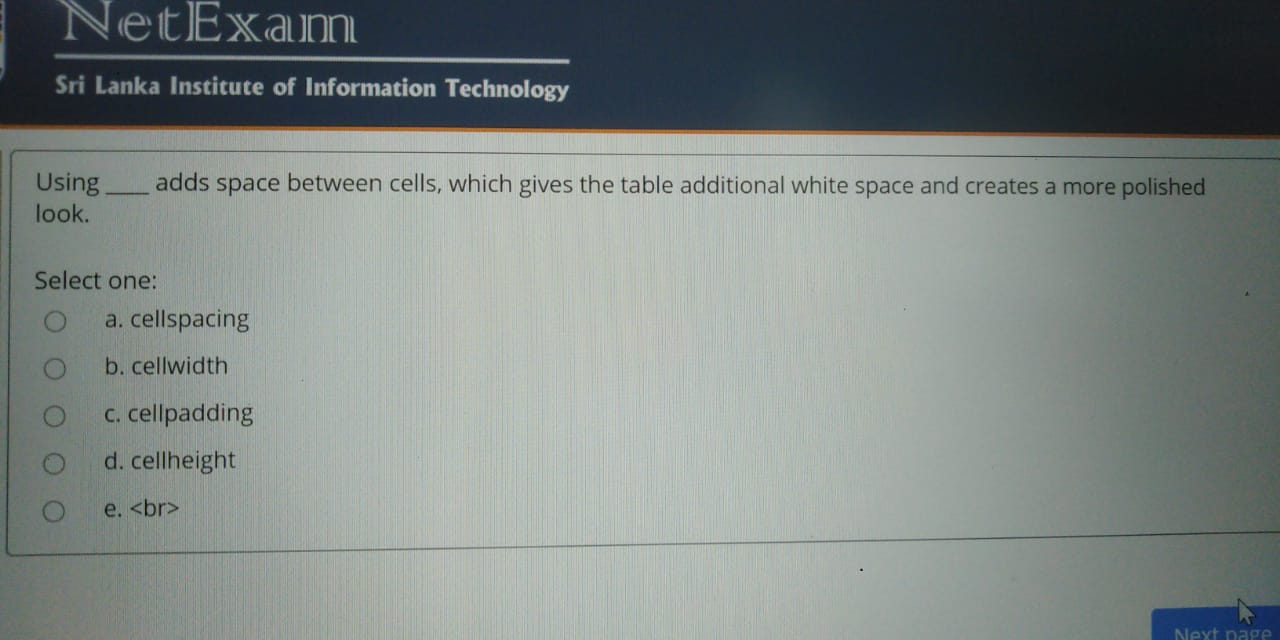 NetExam
Sri Lanka Institute of Information Technology
Using ____ adds space between cells, which gives the table additional white space and creates a more polished
look.
Select one:
a. cellspacing
b. cellwidth
c. cellpadding
d. cellheight
e. <br>
Next page